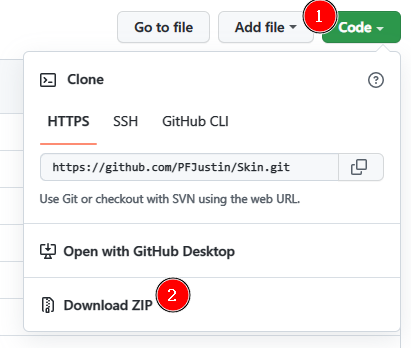 Go to file Add file 1 Code
Clone
HTTPS SSH GitHub CLI
https://github.com/PFJustin/Skin.git
Use Git or checkout with SVN using the web URL.
Open with GitHub Desktop
Download ZIP 2